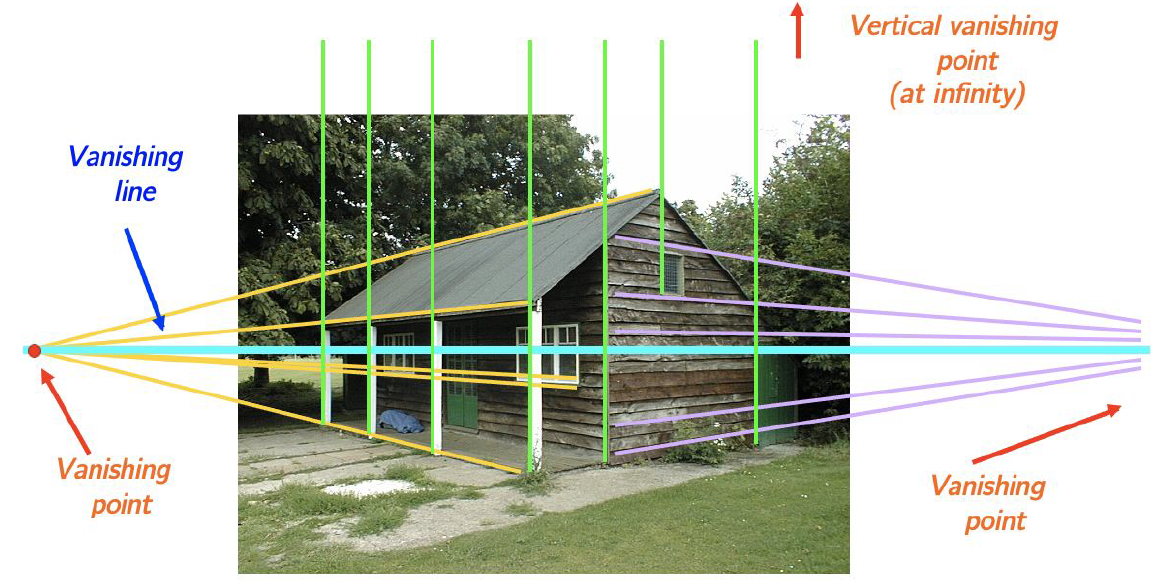 Vertical vanishing
point
(at infinity)
Vanishing
line
Vanishing
point
Vanishing
point